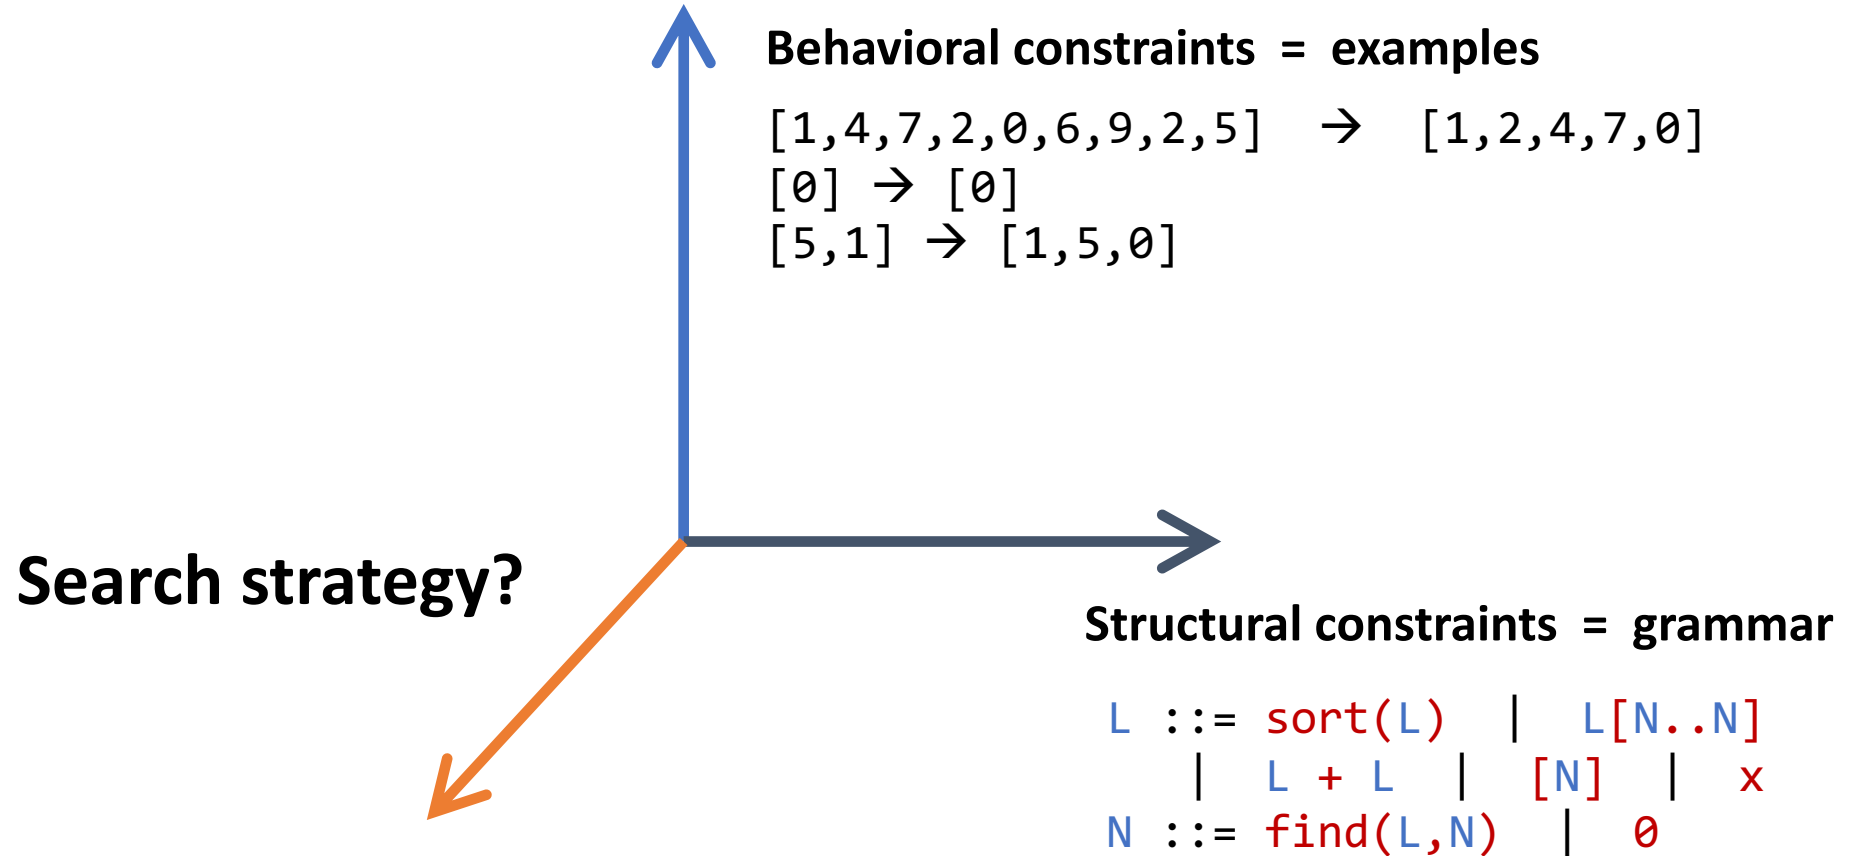 Behavioral constraints = examples
[1,4,7,2,0,6,9,2,5] → [1,2,4,7,0]
[0] → [0]
[5,1] → [1,5,0]
Search strategy?
Structural constraints = grammar
L ::= sort(L) | L[N..N]
| L + L | [N] | x
N ::= find(L,N) | 0